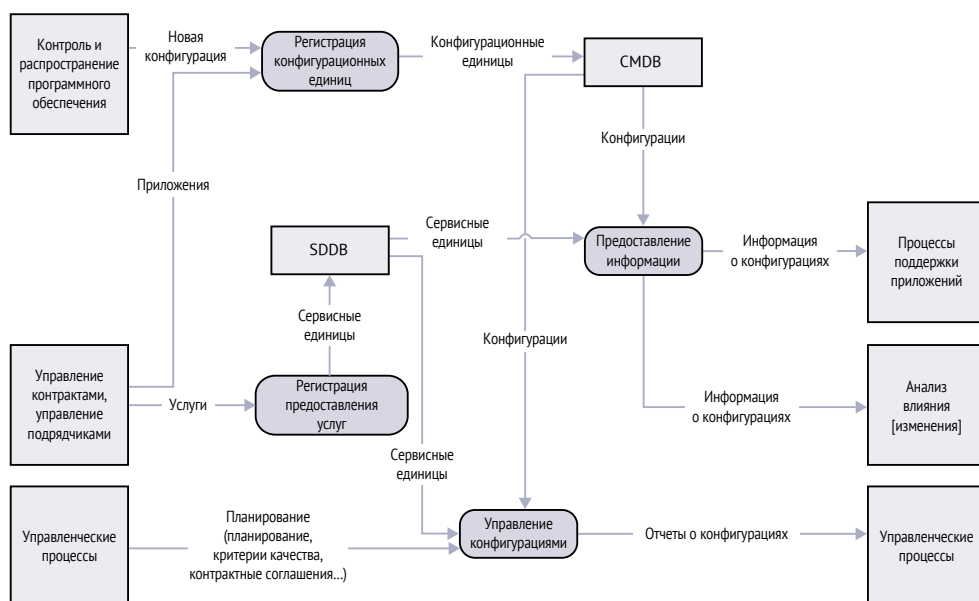 Контроль и
распространение
программного
обеспечения
Новая
конфигурация
Регистрация
конфигурационных
единиц
Конфигурационные
единицы
CMDB
Конфигурации
Приложения
SDDB
Сервисные
единицы
Предоставление
информации
Информация
о конфигурациях
Процессы
поддержки
приложений
Сервисные
единицы
Конфигурации
Управление
контрактами,
управление
подрядчиками
Услуги
Регистрация
предоставления
услуг
Информация
о конфигурациях
Анализ
влияния
[изменения]
Сервисные
единицы
Управленческие
процессы
Планирование
(планирование,
критерии качества,
контрактные соглашения...)
Управление
конфигурациями
Отчеты о конфигурациях
Управленческие
процессы